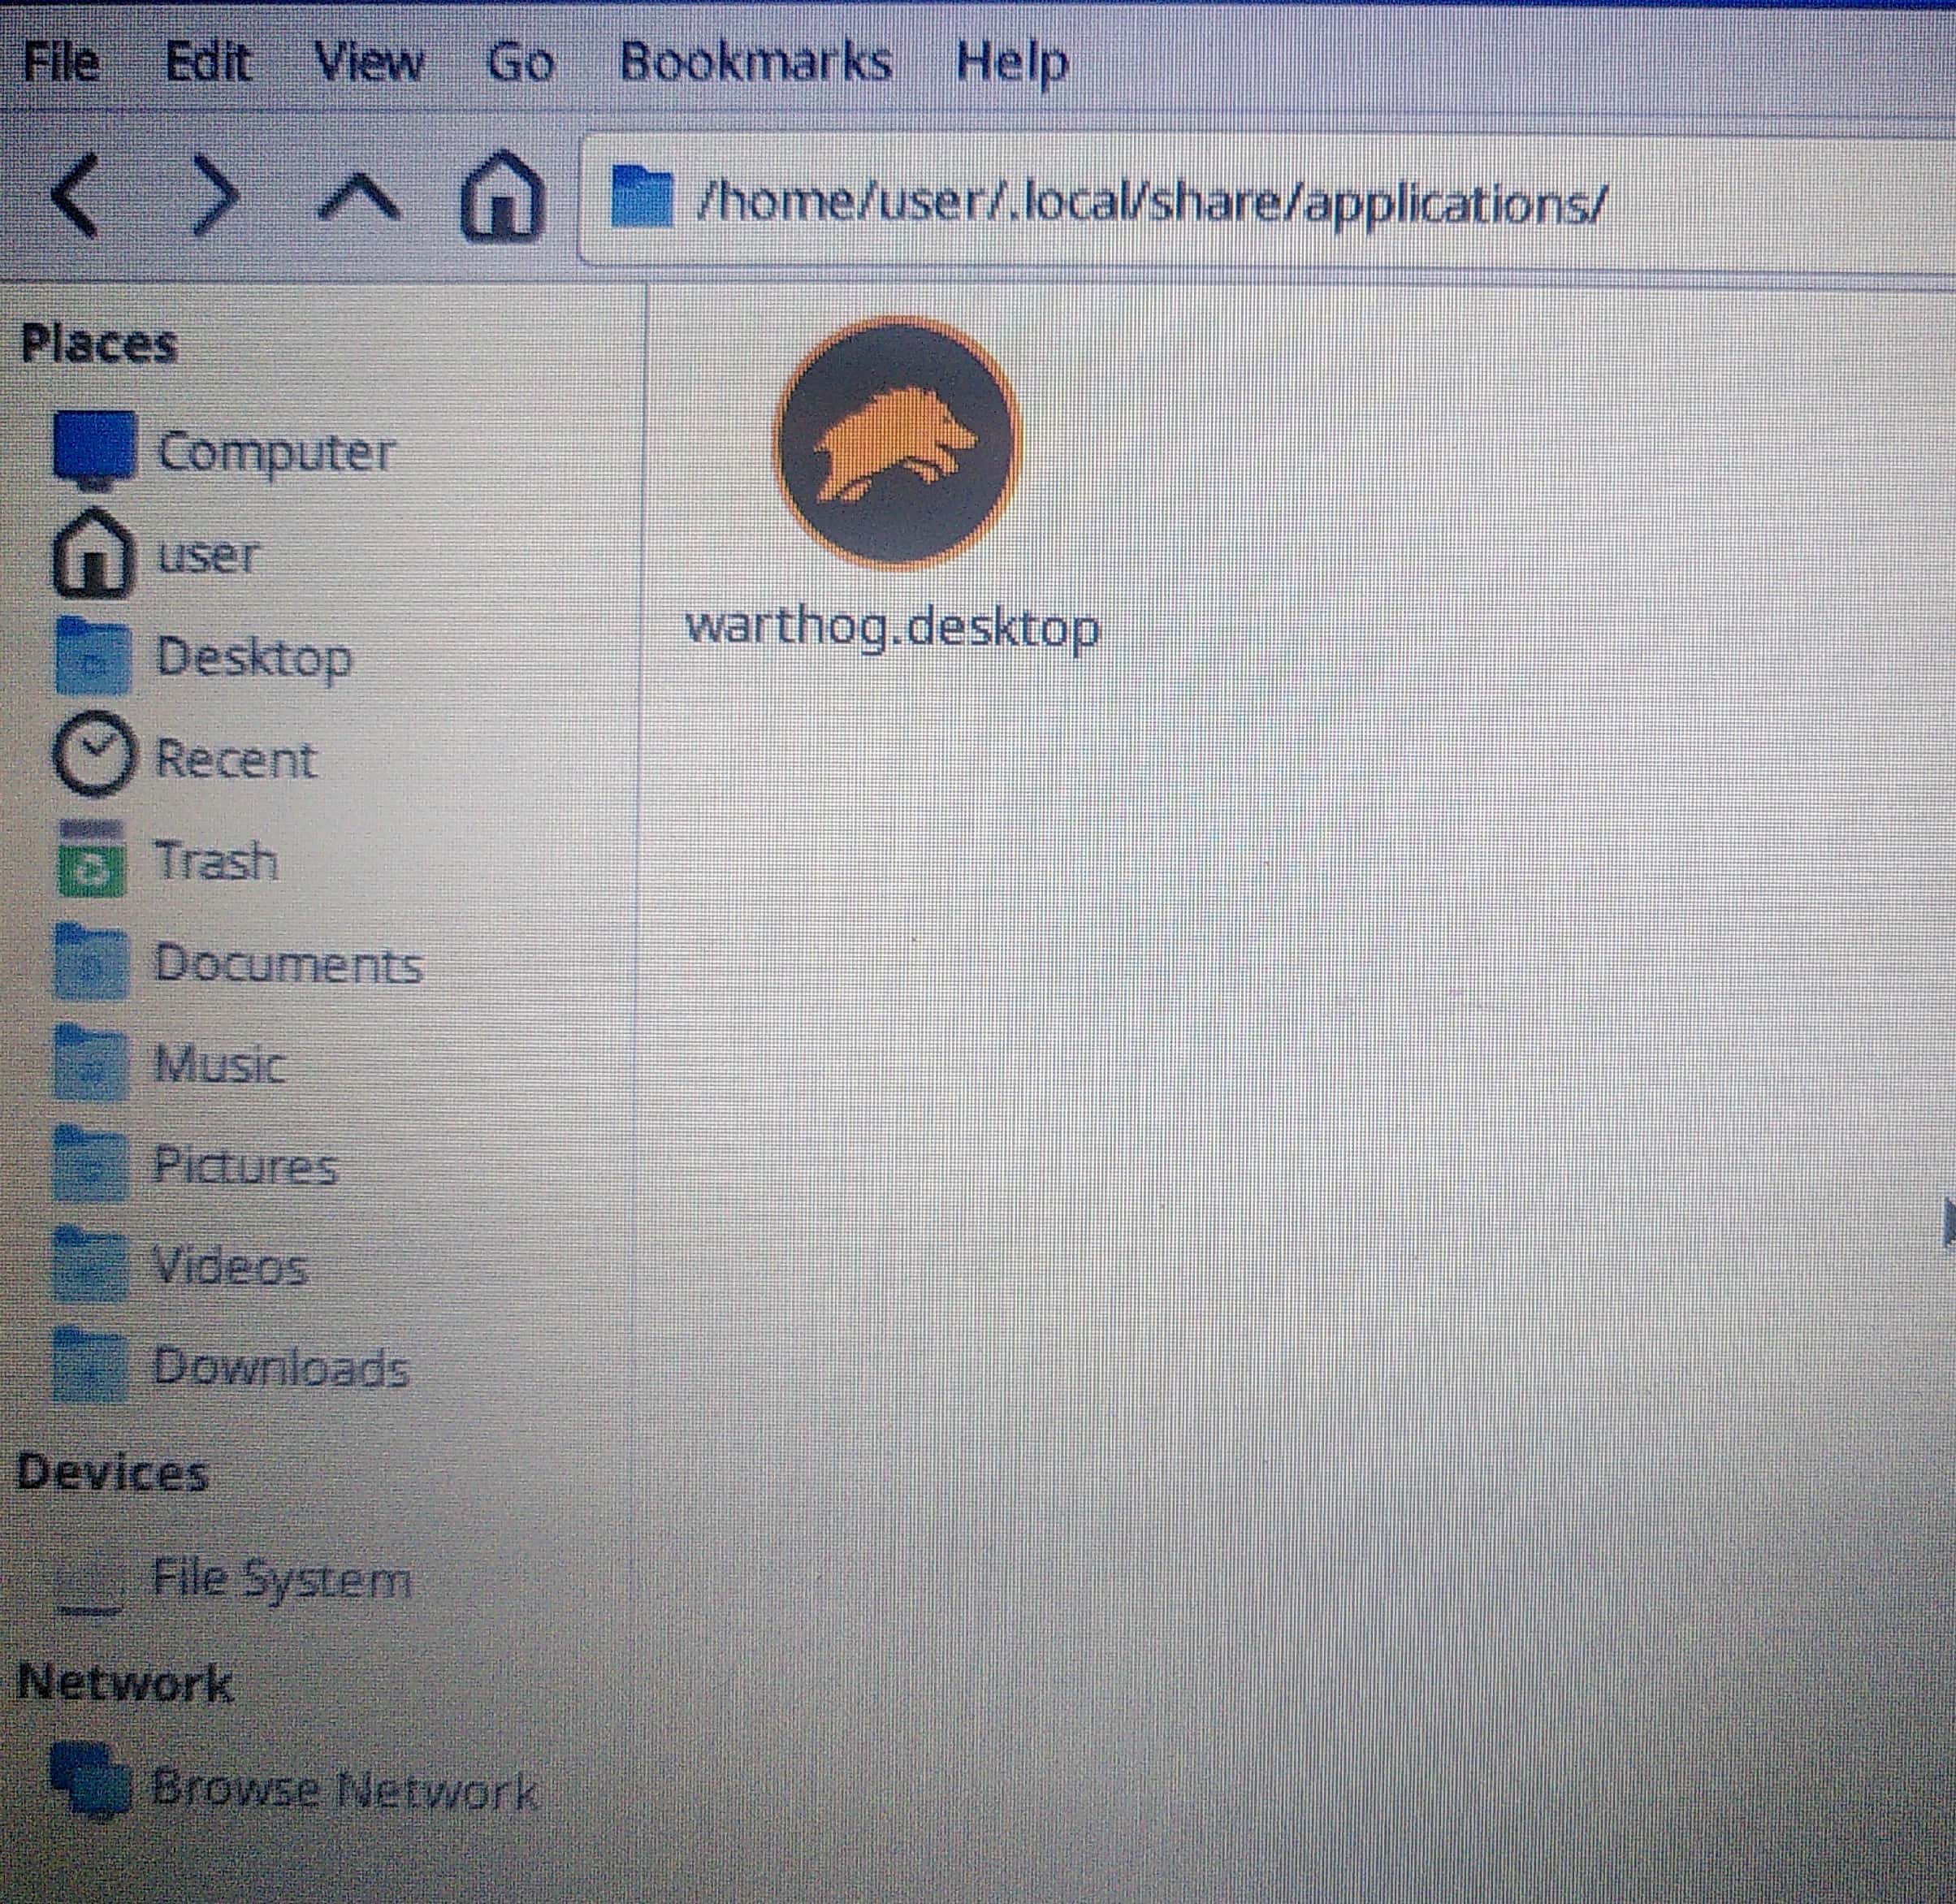 File Edit View Go Bookmarks Help
/home/user/.local/share/applications/
Places
Computer
user
Desktop
Recent
Trash
Documents
Music
Pictures
Videos
Downloads
Devices
File System
Network
Browse Network
warthog.desktop